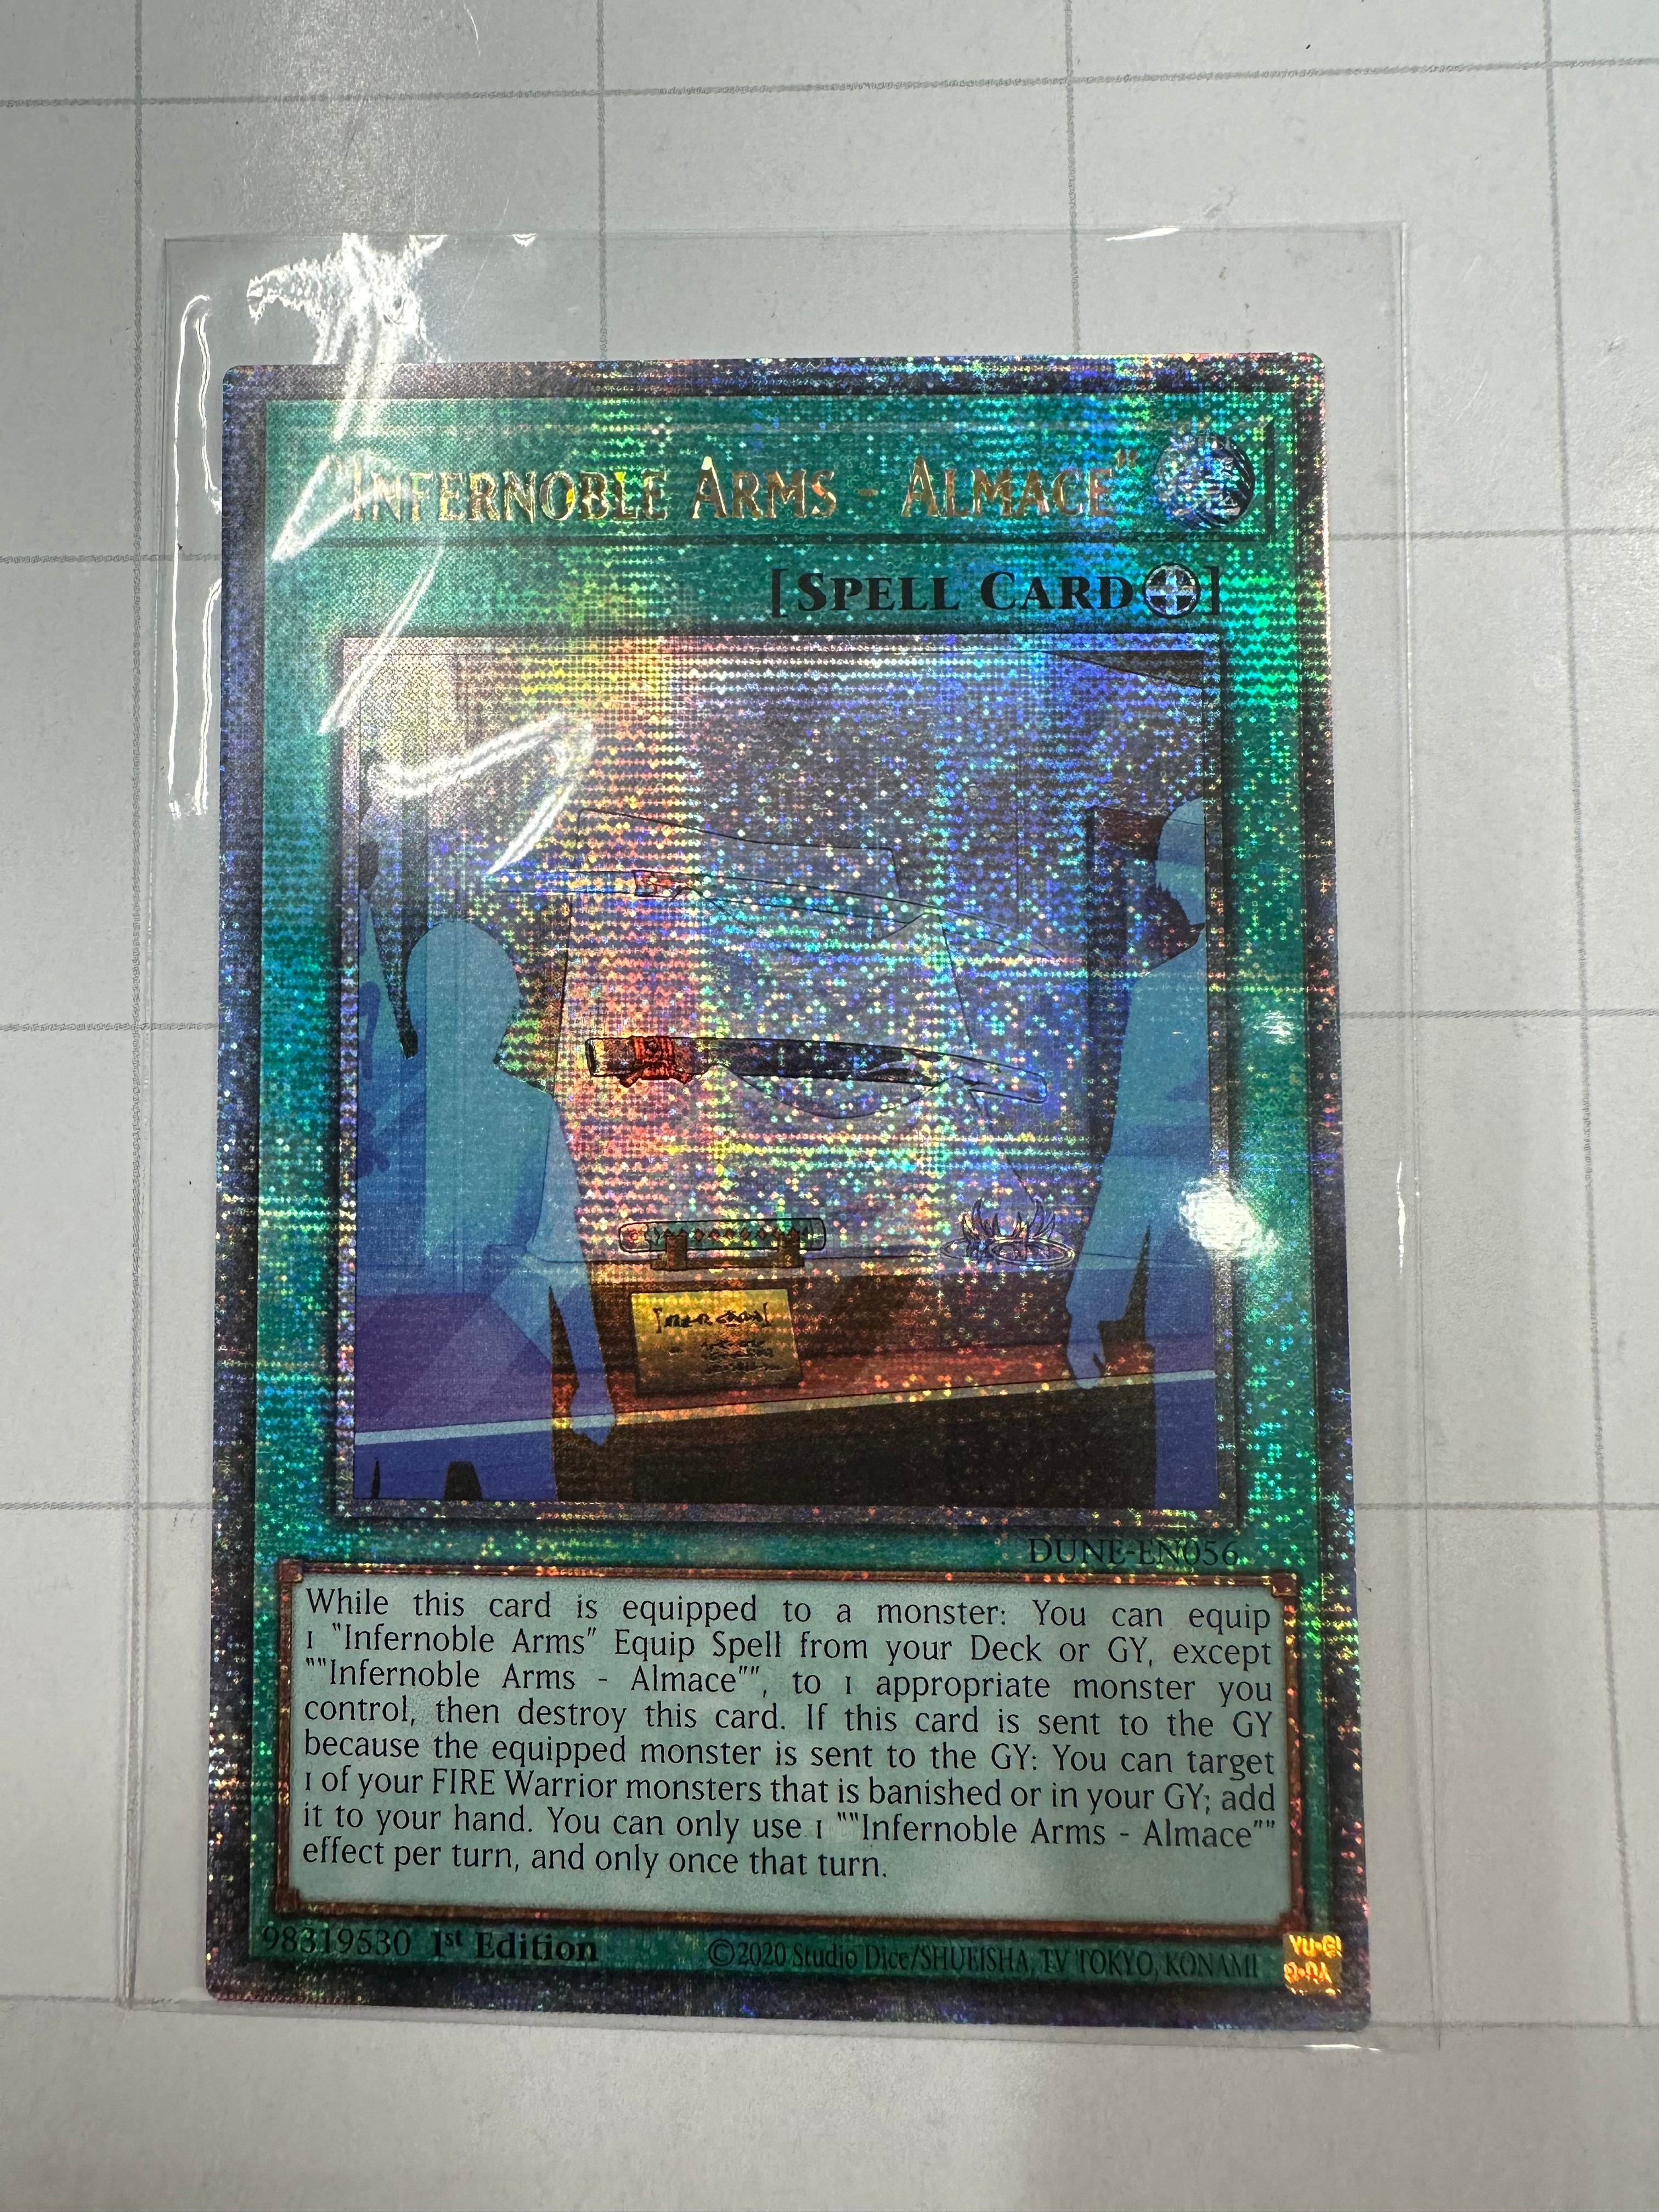 "Infernoble Arms - Almace"
[Spell Card]
DUNE-EN056
While this card is equipped to a monster: You can equip
1 "Infernoble Arms" Equip Spell from your Deck or GY, except
""Infernoble Arms - Almace"", to 1 appropriate monster you
control, then destroy this card. If this card is sent to the GY
because the equipped monster is sent to the GY: You can target
1 of your FIRE Warrior monsters that is banished or in your GY; add
it to your hand. You can only use 1 ""Infernoble Arms - Almace""
effect per turn, and only once that turn.
98319530 1st Edition ©2020 Studio Dice/SHUEISHA, TV TOKYO, KONAMI